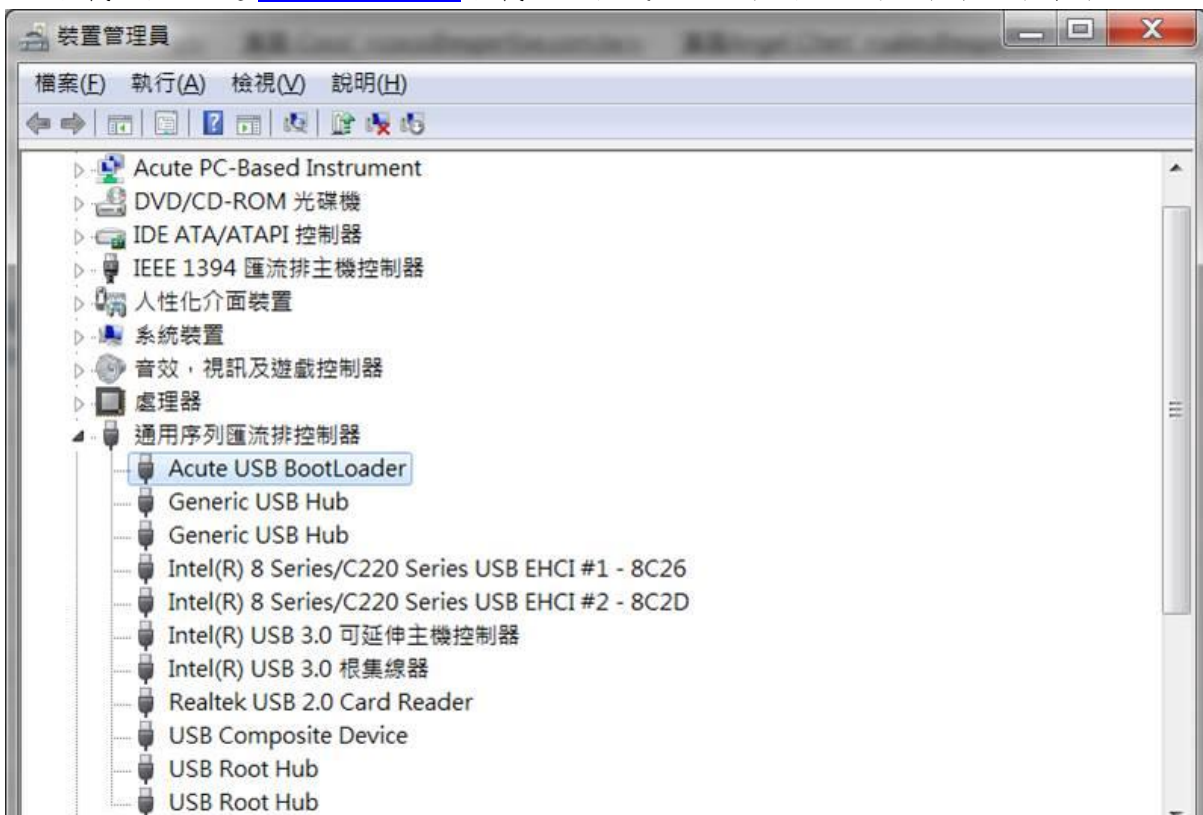 裝置管理員
檔案(F) 執行(A) 檢視(V) 說明(H)
Acute PC-Based Instrument
DVD/CD-ROM 光碟機
IDE ATA/ATAPI 控制器
IEEE 1394 匯流排主機控制器
人性化介面裝置
系統裝置
音效，視訊及遊戲控制器
處理器
通用序列匯流排控制器
Acute USB BootLoader
Generic USB Hub
Generic USB Hub
Intel(R) 8 Series/C220 Series USB EHCI #1 - 8C26
Intel(R) 8 Series/C220 Series USB EHCI #2 - 8C2D
Intel(R) USB 3.0 可延伸主機控制器
Intel(R) USB 3.0 根集線器
Realtek USB 2.0 Card Reader
USB Composite Device
USB Root Hub
USB Root Hub